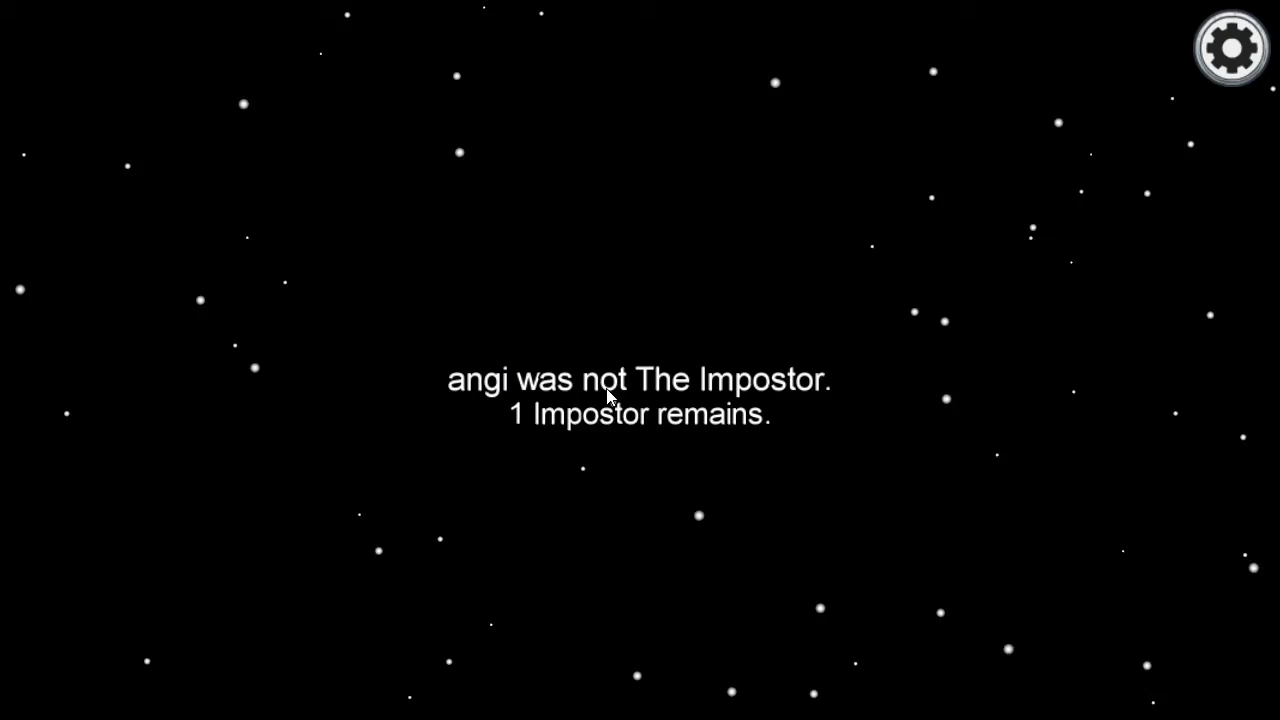 angi was not The Impostor.
1 Impostor remains.